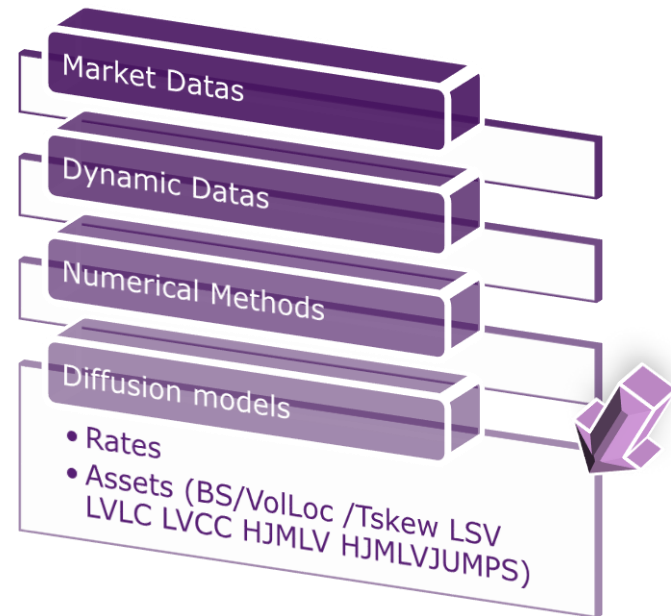 Market Datas
Dynamic Datas
Numerical Methods
Diffusion models
• Rates
• Assets (BS/VolLoc /Tskew LSV
LVLC LVCC HJMLV HJMLVJUMPS)